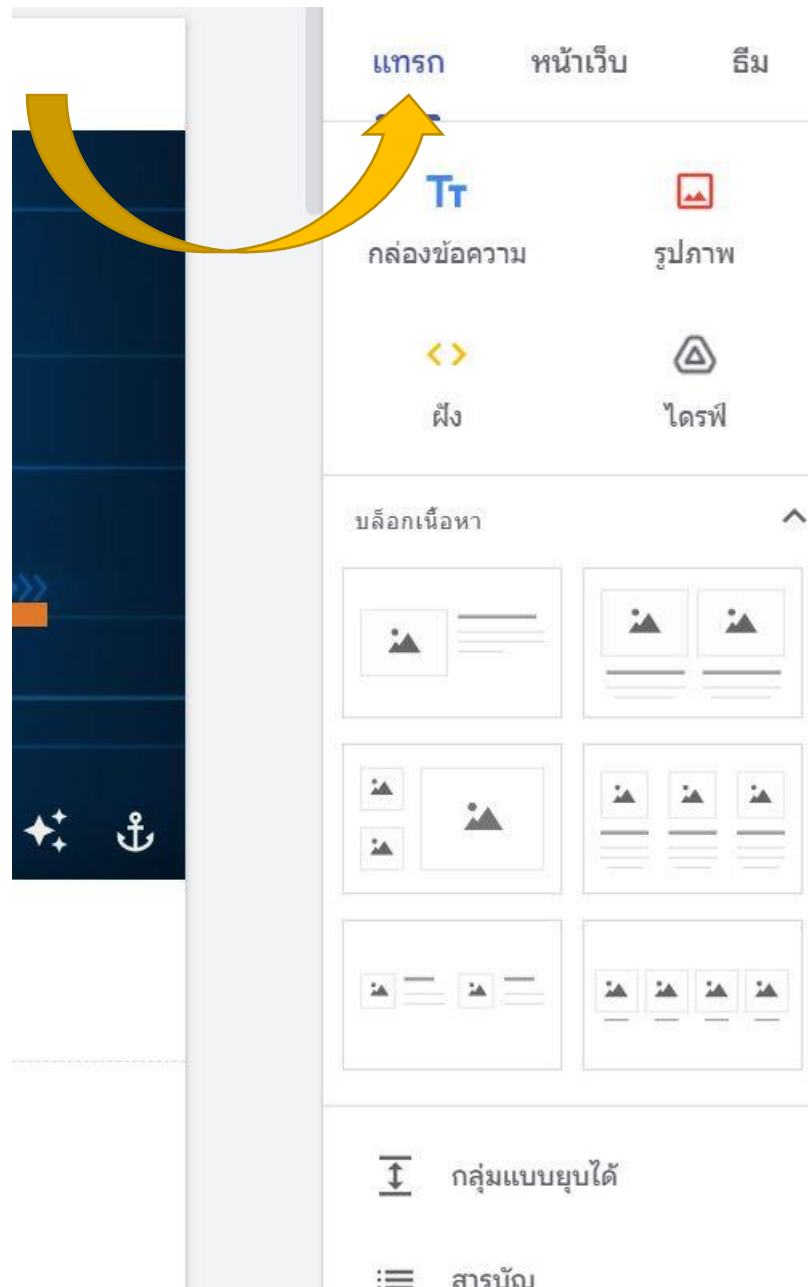 แทรก หน้าเว็บ ธีม
กล่องข้อความ รูปภาพ
ฝัง ไดรฟ์
บล็อกเนื้อหา
กลุ่มแบบยุบได้
สารบัญ